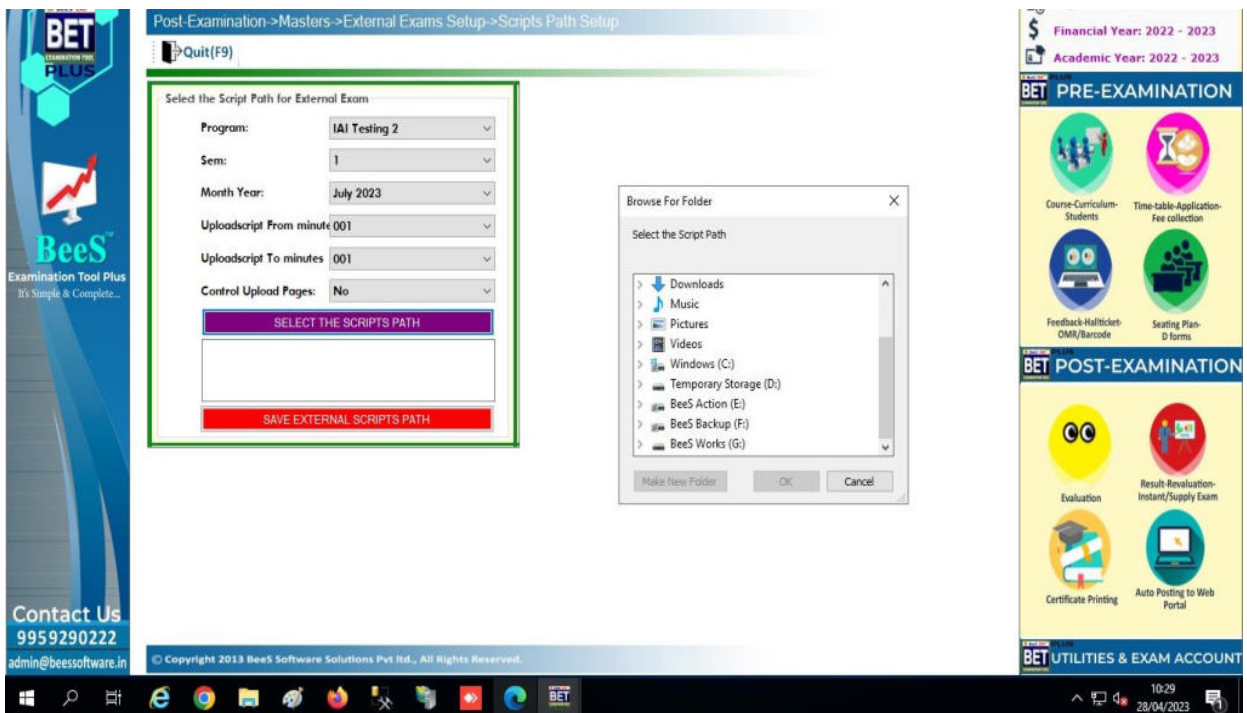 BET
EXAMINATION TOOL
PLUS
BeeS™
Examination Tool Plus
It's Simple & Complete...
Contact Us
9959290222
admin@beessoftware.in
Post-Examination->Masters->External Exams Setup->Scripts Path Setup
Quit(F9)
Select the Script Path for External Exam
Program: IAI Testing 2
Sem: 1
Month Year: July 2023
Uploadscript From minute 001
Uploadscript To minutes 001
Control Upload Pages: No
SELECT THE SCRIPTS PATH
SAVE EXTERNAL SCRIPTS PATH
Browse For Folder
Select the Script Path
Downloads
Music
Pictures
Videos
Windows (C:)
Temporary Storage (D:)
BeeS Action (E:)
BeeS Backup (F:)
BeeS Works (G:)
Make New Folder OK Cancel
© Copyright 2013 BeeS Software Solutions Pvt ltd., All Rights Reserved.
Financial Year: 2022 - 2023
Academic Year: 2022 - 2023
BET PLUS PRE-EXAMINATION
Course-Curriculum-
Students
Time-table-Application-
Fee collection
Feedback-Hallticket-
OMR/Barcode
Seating Plan-
D forms
BET PLUS POST-EXAMINATION
Evaluation
Result-Revaluation-
Instant/Supply Exam
Certificate Printing
Auto Posting to Web
Portal
BET PLUS UTILITIES & EXAM ACCOUNT
BET
10:29
28/04/2023
1